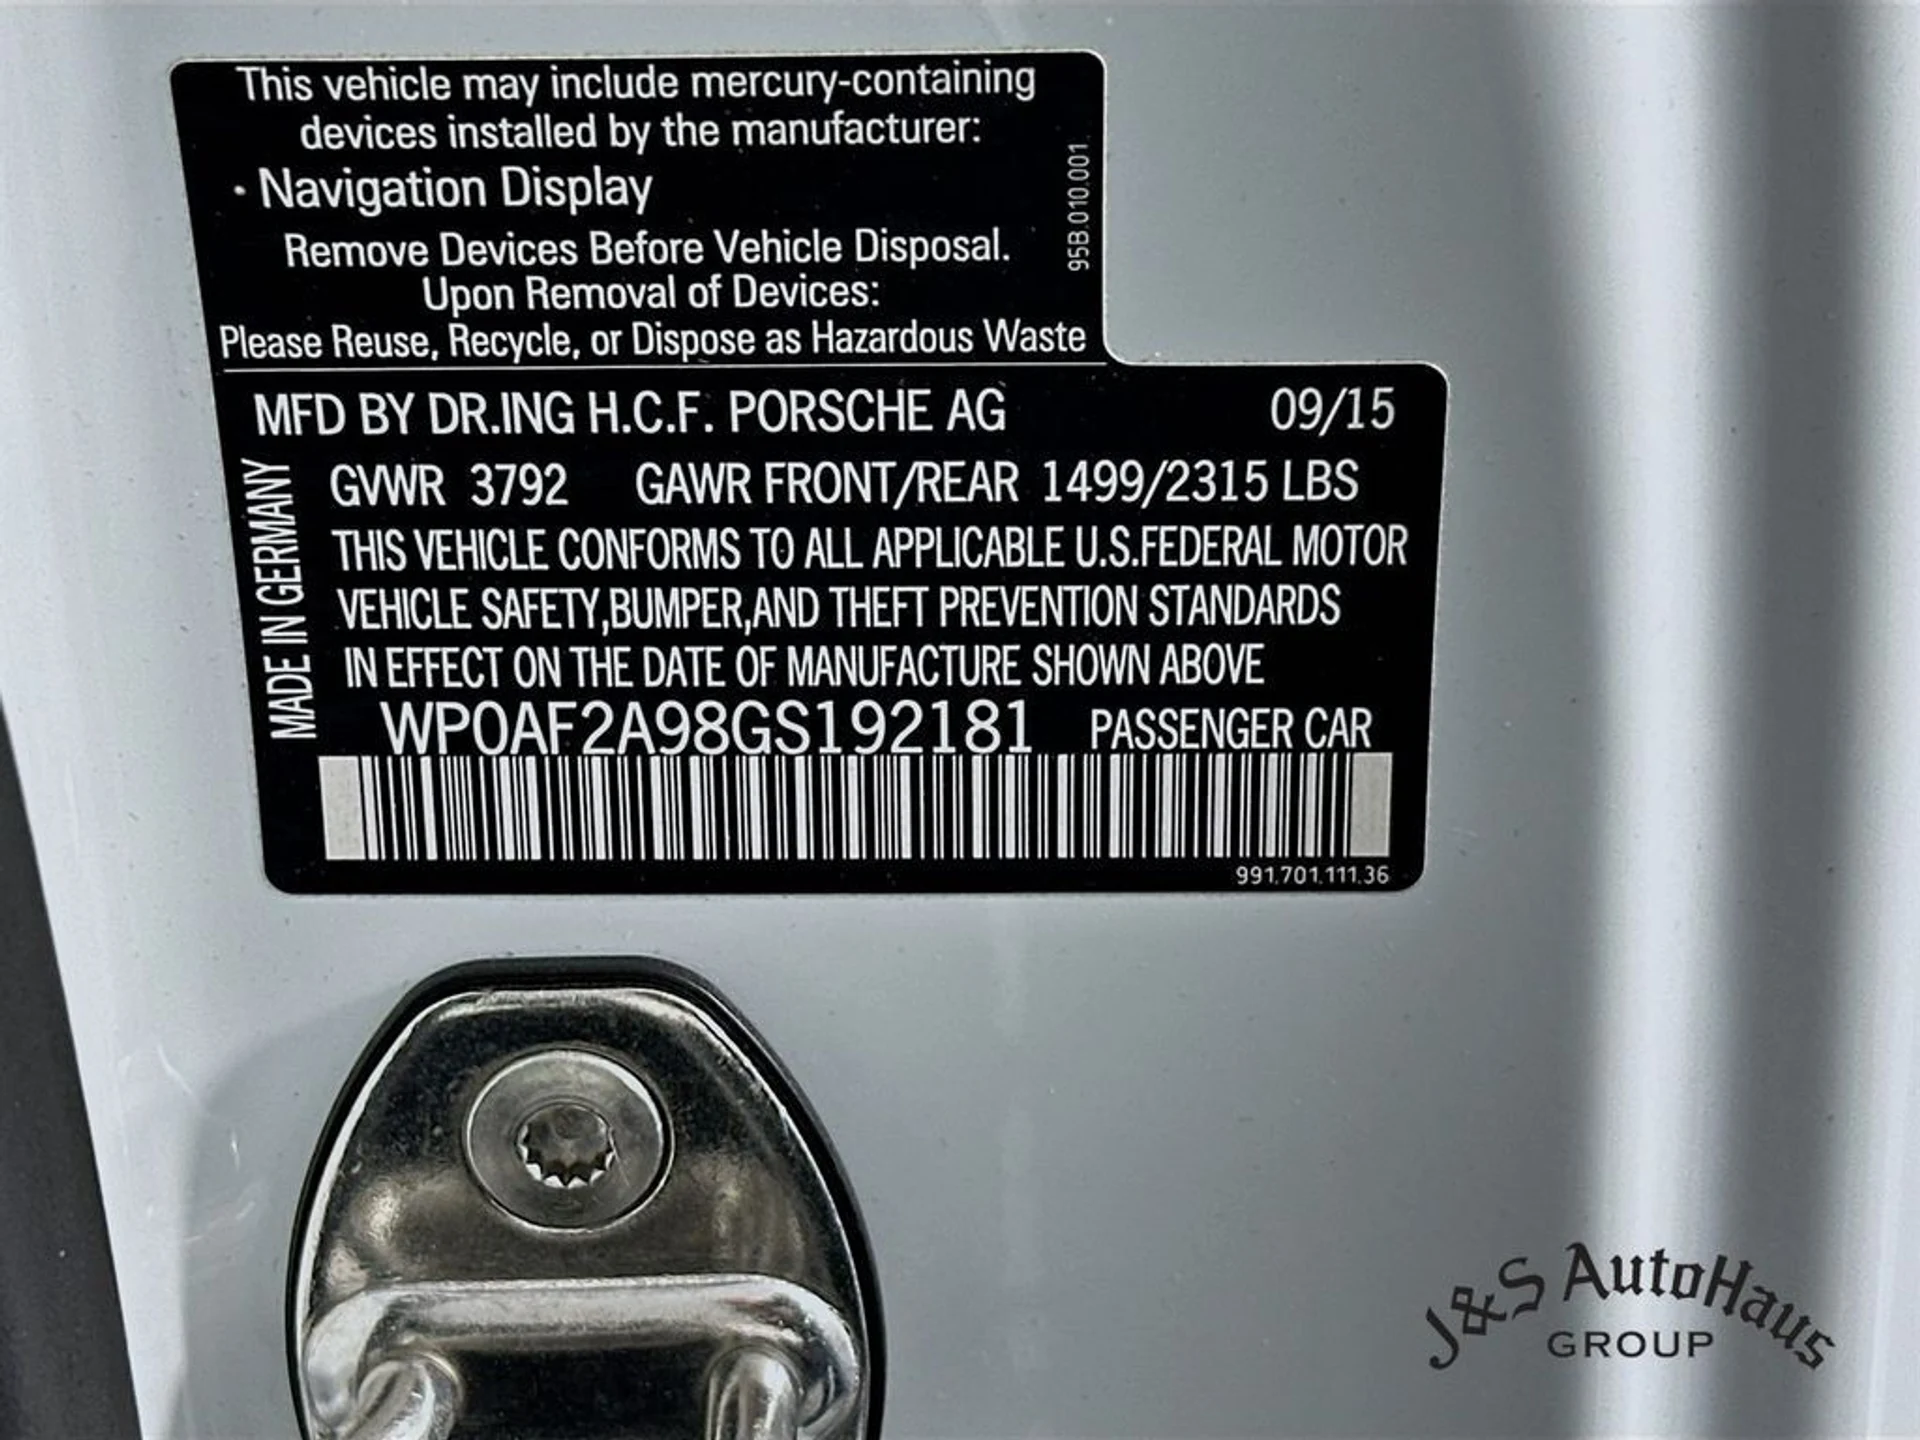 This vehicle may include mercury-containing
devices installed by the manufacturer:
· Navigation Display
Remove Devices Before Vehicle Disposal.
Upon Removal of Devices:
Please Reuse, Recycle, or Dispose as Hazardous Waste
95B.010.001
MFD BY DR.ING H.C.F. PORSCHE AG 09/15
MADE IN GERMANY
GVWR 3792 GAWR FRONT/REAR 1499/2315 LBS
THIS VEHICLE CONFORMS TO ALL APPLICABLE U.S.FEDERAL MOTOR
VEHICLE SAFETY,BUMPER,AND THEFT PREVENTION STANDARDS
IN EFFECT ON THE DATE OF MANUFACTURE SHOWN ABOVE
WP0AF2A98GS192181 PASSENGER CAR
991.701.111.36
J&S AutoHaus
GROUP